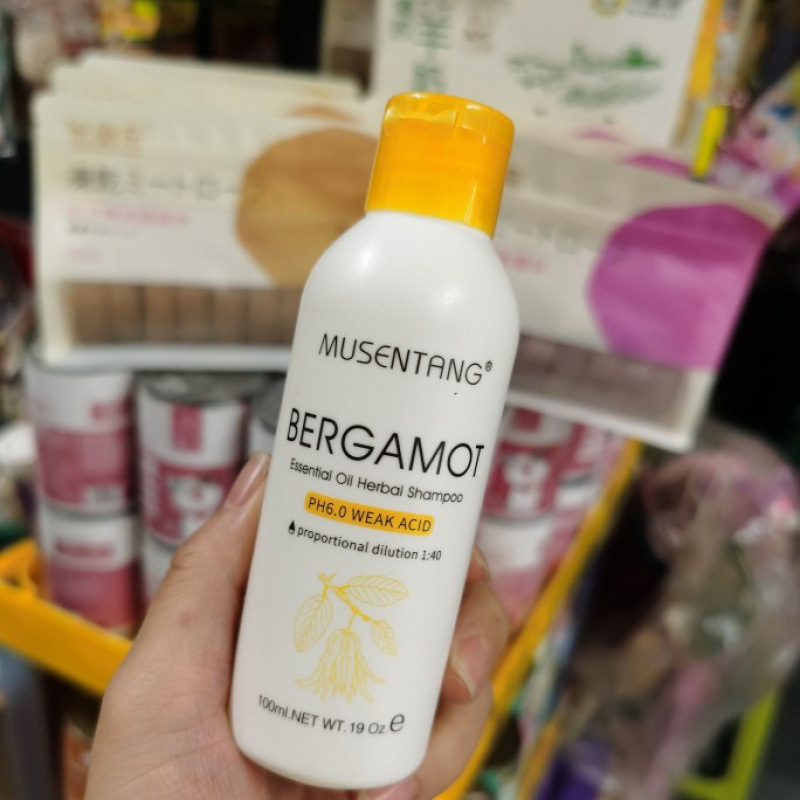 MUSENTANG®
BERGAMOT
Essential Oil Herbal Shampoo
PH6.0 WEAK ACID
proportional dilution 1:40
100ml.NET WT.19 Oz.e